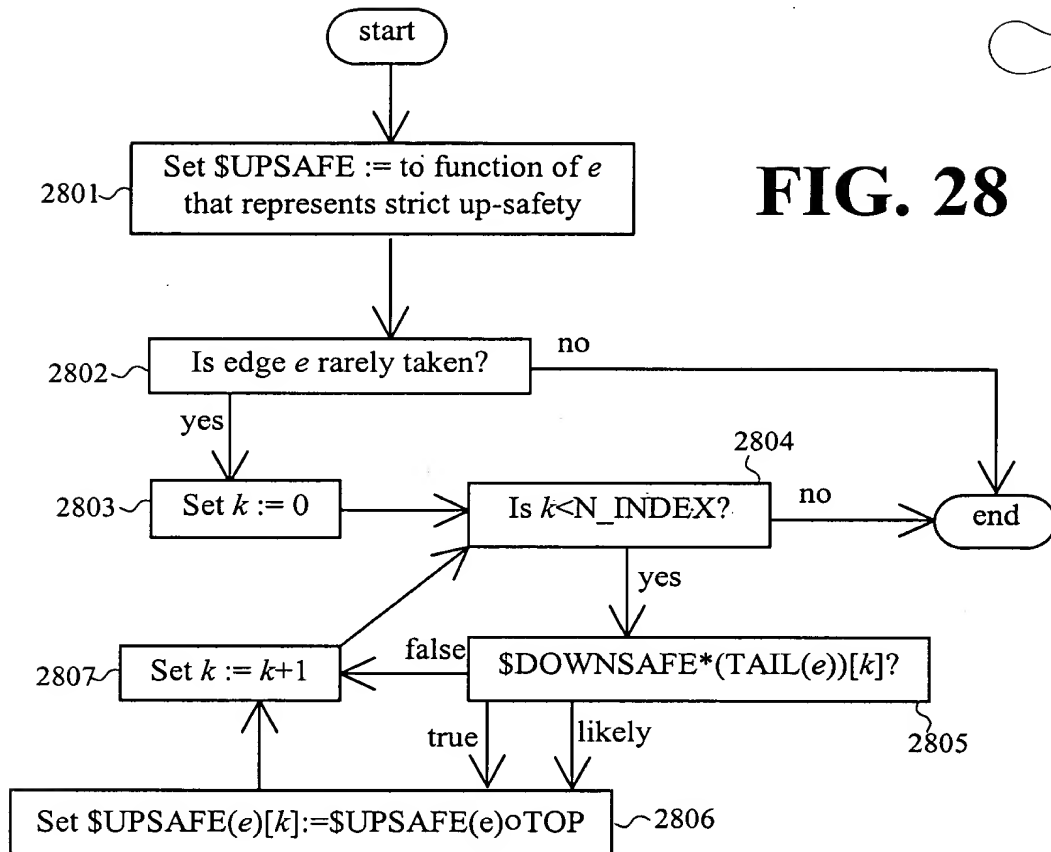 start
Set $UPSAFE := to function of e
that represents strict up-safety
2801
FIG. 28
Is edge e rarely taken?
2802
no
yes
2804
Set k := 0
2803
Is k<N_INDEX?
no
end
yes
Set k := k+1
2807
false
$DOWNSAFE*(TAIL(e))[k]?
2805
true
likely
Set $UPSAFE(e)[k]:=$UPSAFE(e)oTOP
2806